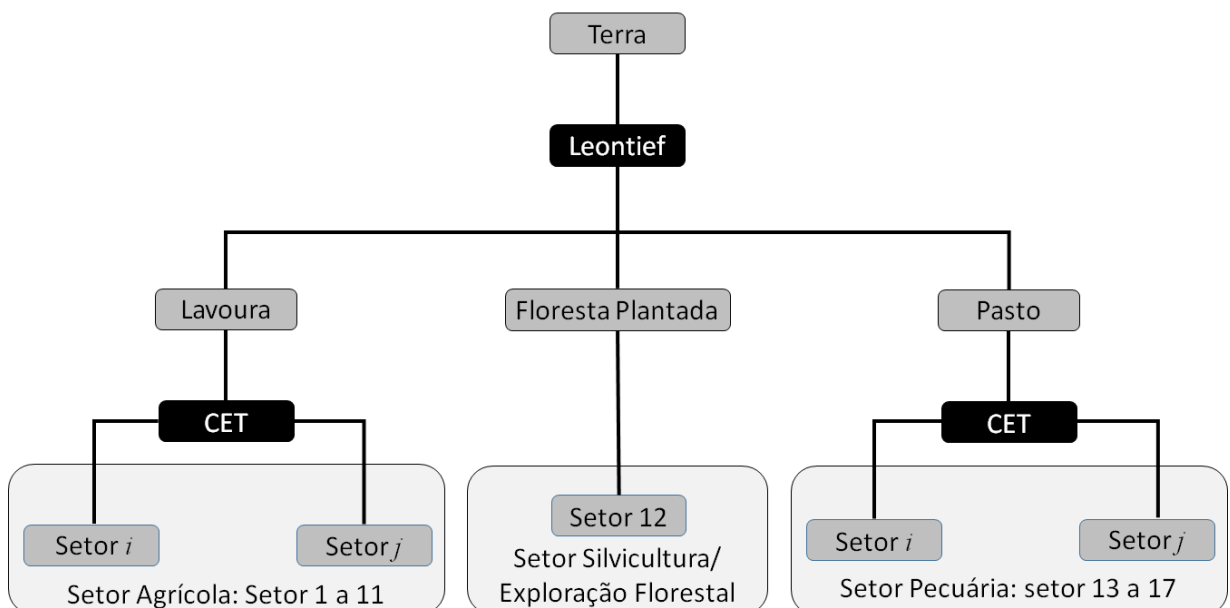 Terra
Leontief
Lavoura
Floresta Plantada
Pasto
CET
CET
Setor i
Setor j
Setor Agrícola: Setor 1 a 11
Setor 12
Setor Silvicultura/
Exploração Florestal
Setor i
Setor j
Setor Pecuária: setor 13 a 17